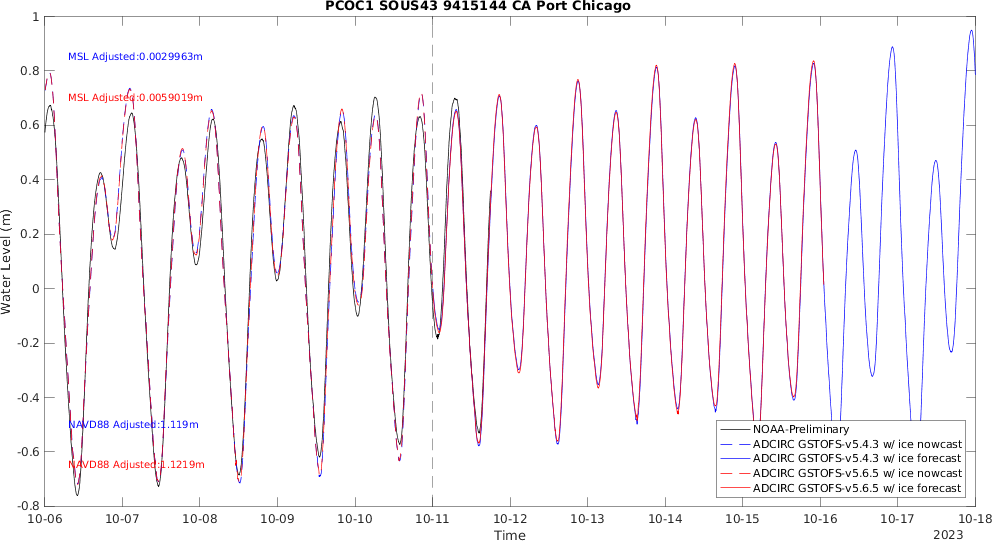 PCOC1 SOUS43 9415144 CA Port Chicago
1
0.8
0.6
0.4
0.2
0
-0.2
-0.4
-0.6
-0.8
Water Level (m)
MSL Adjusted:0.0029963m
MSL Adjusted:0.0059019m
NAVD88 Adjusted:1.119m
NAVD88 Adjusted:1.1219m
NOAA-Preliminary
ADCIRC GSTOFS-v5.4.3 w/ ice nowcast
ADCIRC GSTOFS-v5.4.3 w/ ice forecast
ADCIRC GSTOFS-v5.6.5 w/ ice nowcast
ADCIRC GSTOFS-v5.6.5 w/ ice forecast
10-06 10-07 10-08 10-09 10-10 10-11 10-12 10-13 10-14 10-15 10-16 10-17 10-18
Time
2023